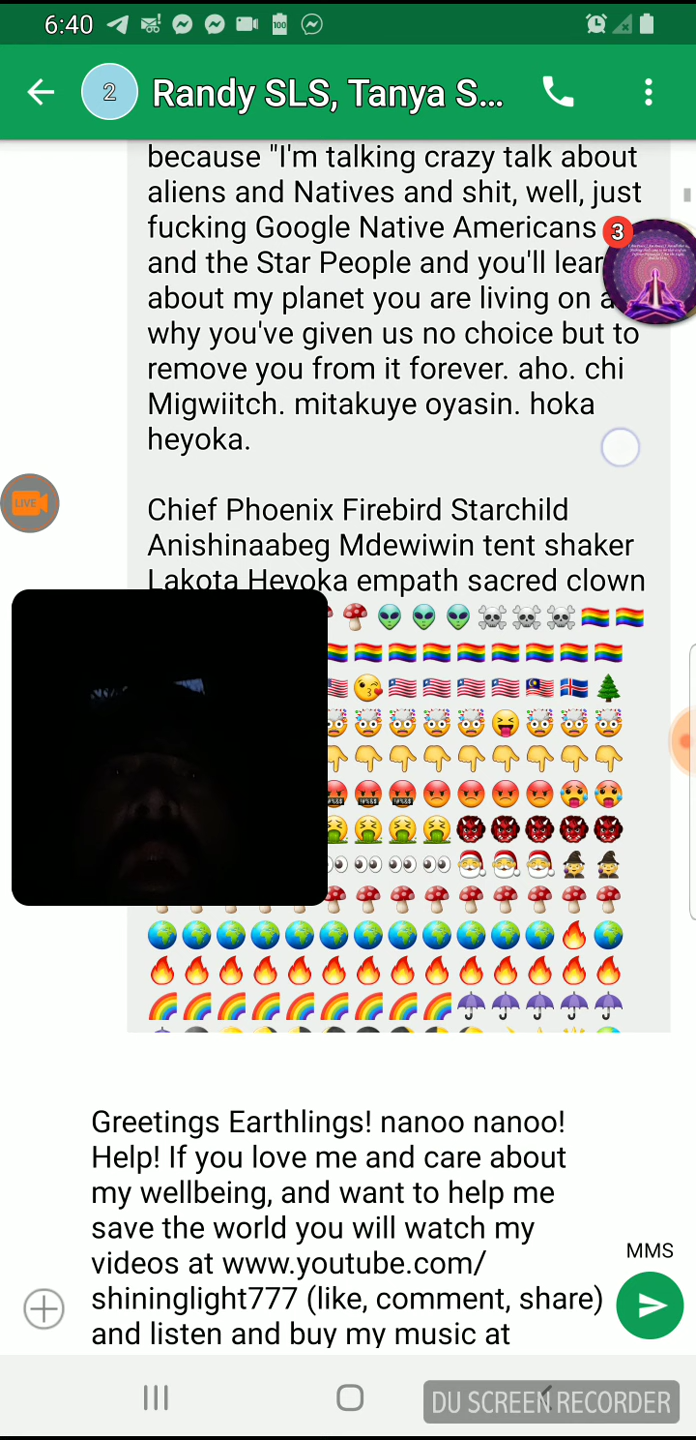 6:40
100
2 Randy SLS, Tanya S...
because "I'm talking crazy talk about
aliens and Natives and shit, well, just
fucking Google Native Americans
3
and the Star People and you'll lear
about my planet you are living on a
why you've given us no choice but to
remove you from it forever. aho. chi
Migwiitch. mitakuye oyasin. hoka
heyoka.
LIVE
Chief Phoenix Firebird Starchild
Anishinaabeg Mdewiwin tent shaker
Lakota Heyoka empath sacred clown
Greetings Earthlings! nanoo nanoo!
Help! If you love me and care about
my wellbeing, and want to help me
save the world you will watch my
videos at www.youtube.com/
MMS
shininglight777 (like, comment, share)
and listen and buy my music at
DU SCREEN RECORDER